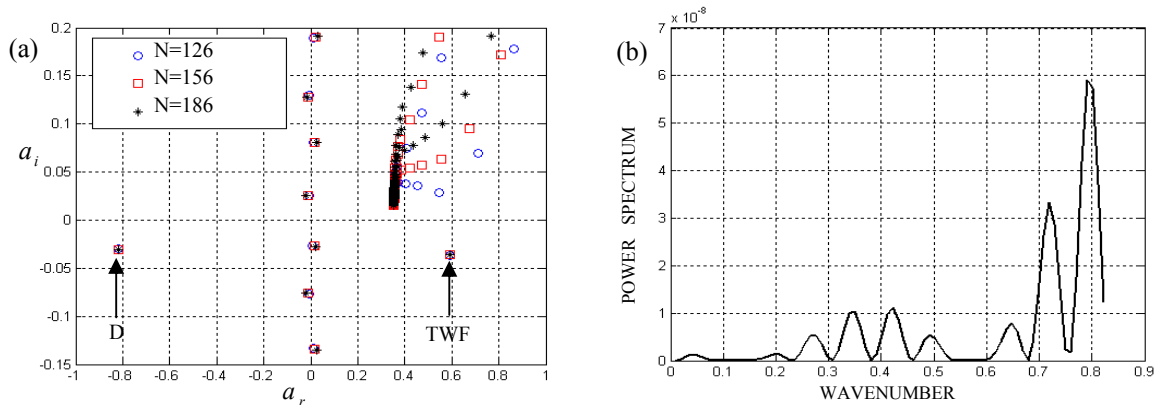 (a)
0.2
0.15
0.1
0.05
0
-0.05
-0.1
-0.15
a_i
N=126
N=156
N=186
D
TWF
-1 -0.8 -0.6 -0.4 -0.2 0 0.2 0.4 0.6 0.8 1
a_r
(b)
7 x 10^-8
6
5
4
3
2
1
0
POWER SPECTRUM
0 0.1 0.2 0.3 0.4 0.5 0.6 0.7 0.8 0.9
WAVENUMBER